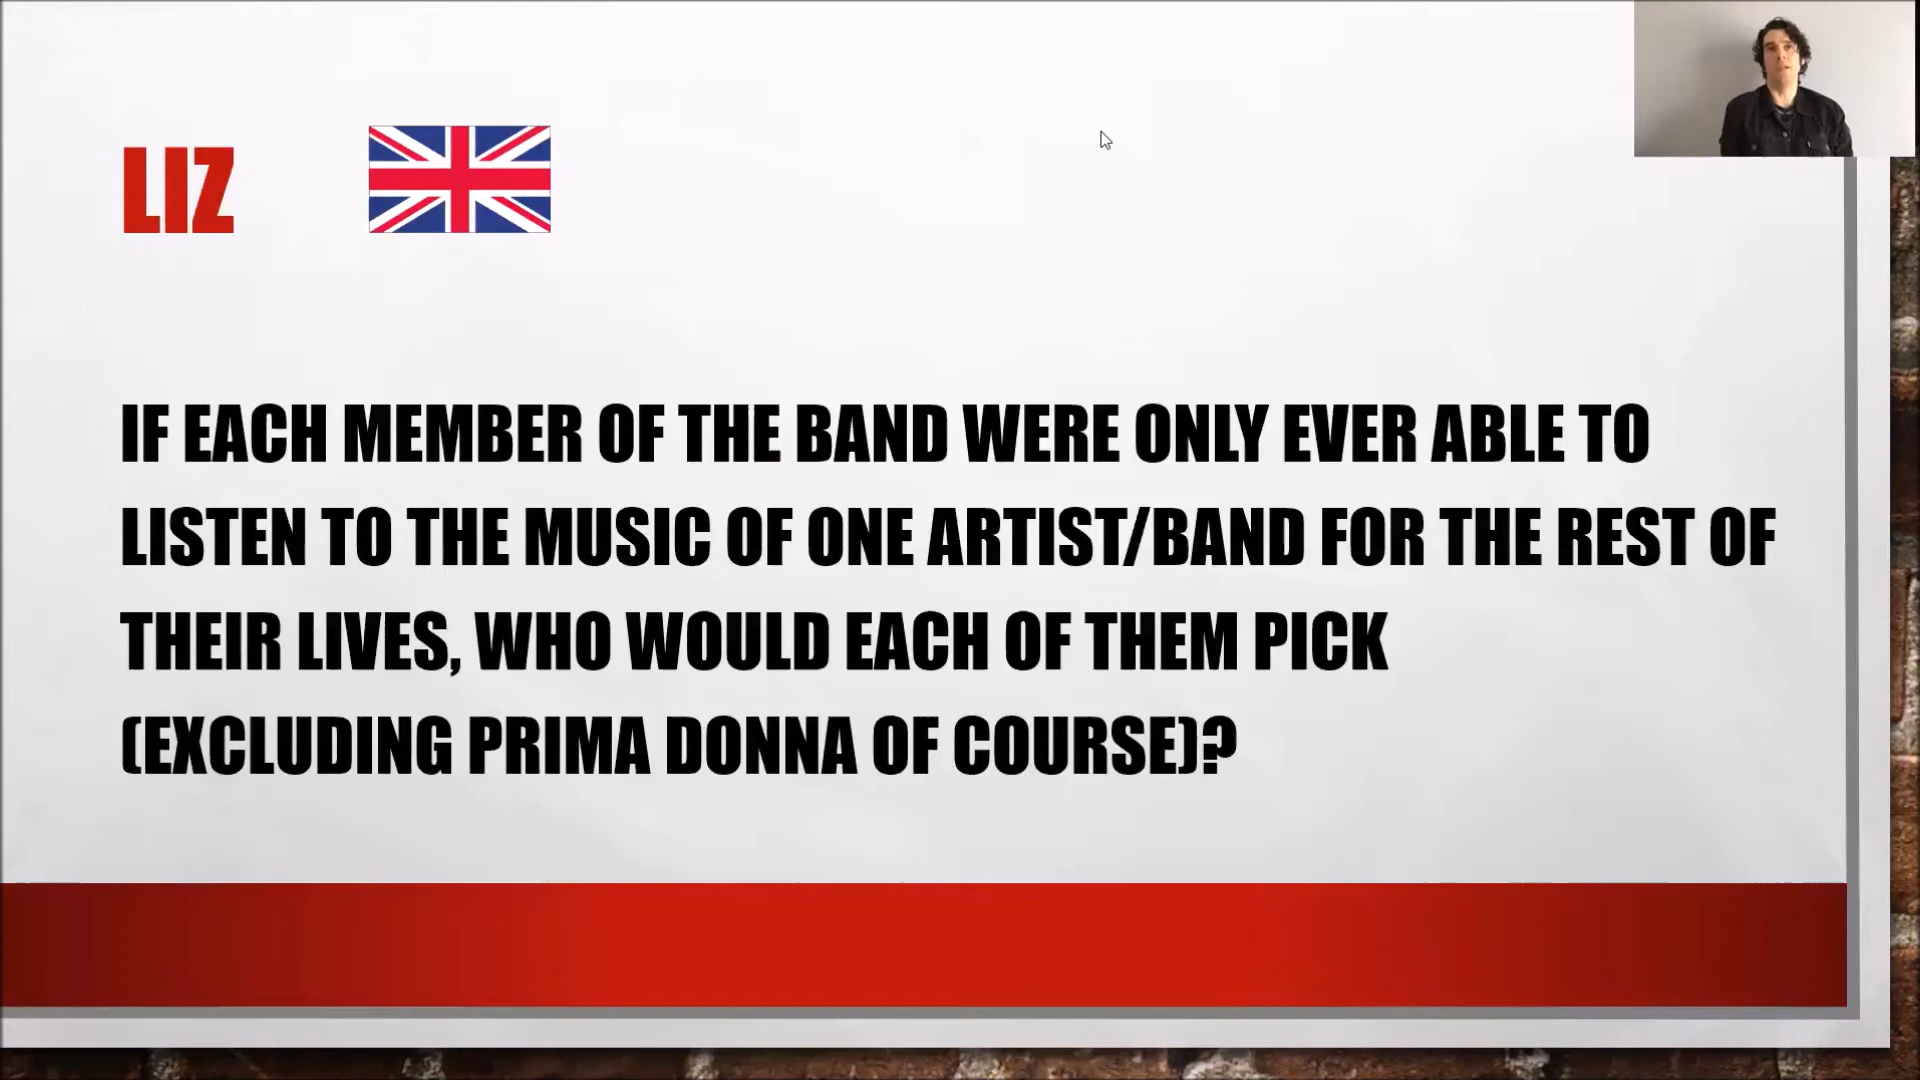 LIZ
IF EACH MEMBER OF THE BAND WERE ONLY EVER ABLE TO
LISTEN TO THE MUSIC OF ONE ARTIST/BAND FOR THE REST OF
THEIR LIVES, WHO WOULD EACH OF THEM PICK
(EXCLUDING PRIMA DONNA OF COURSE)?